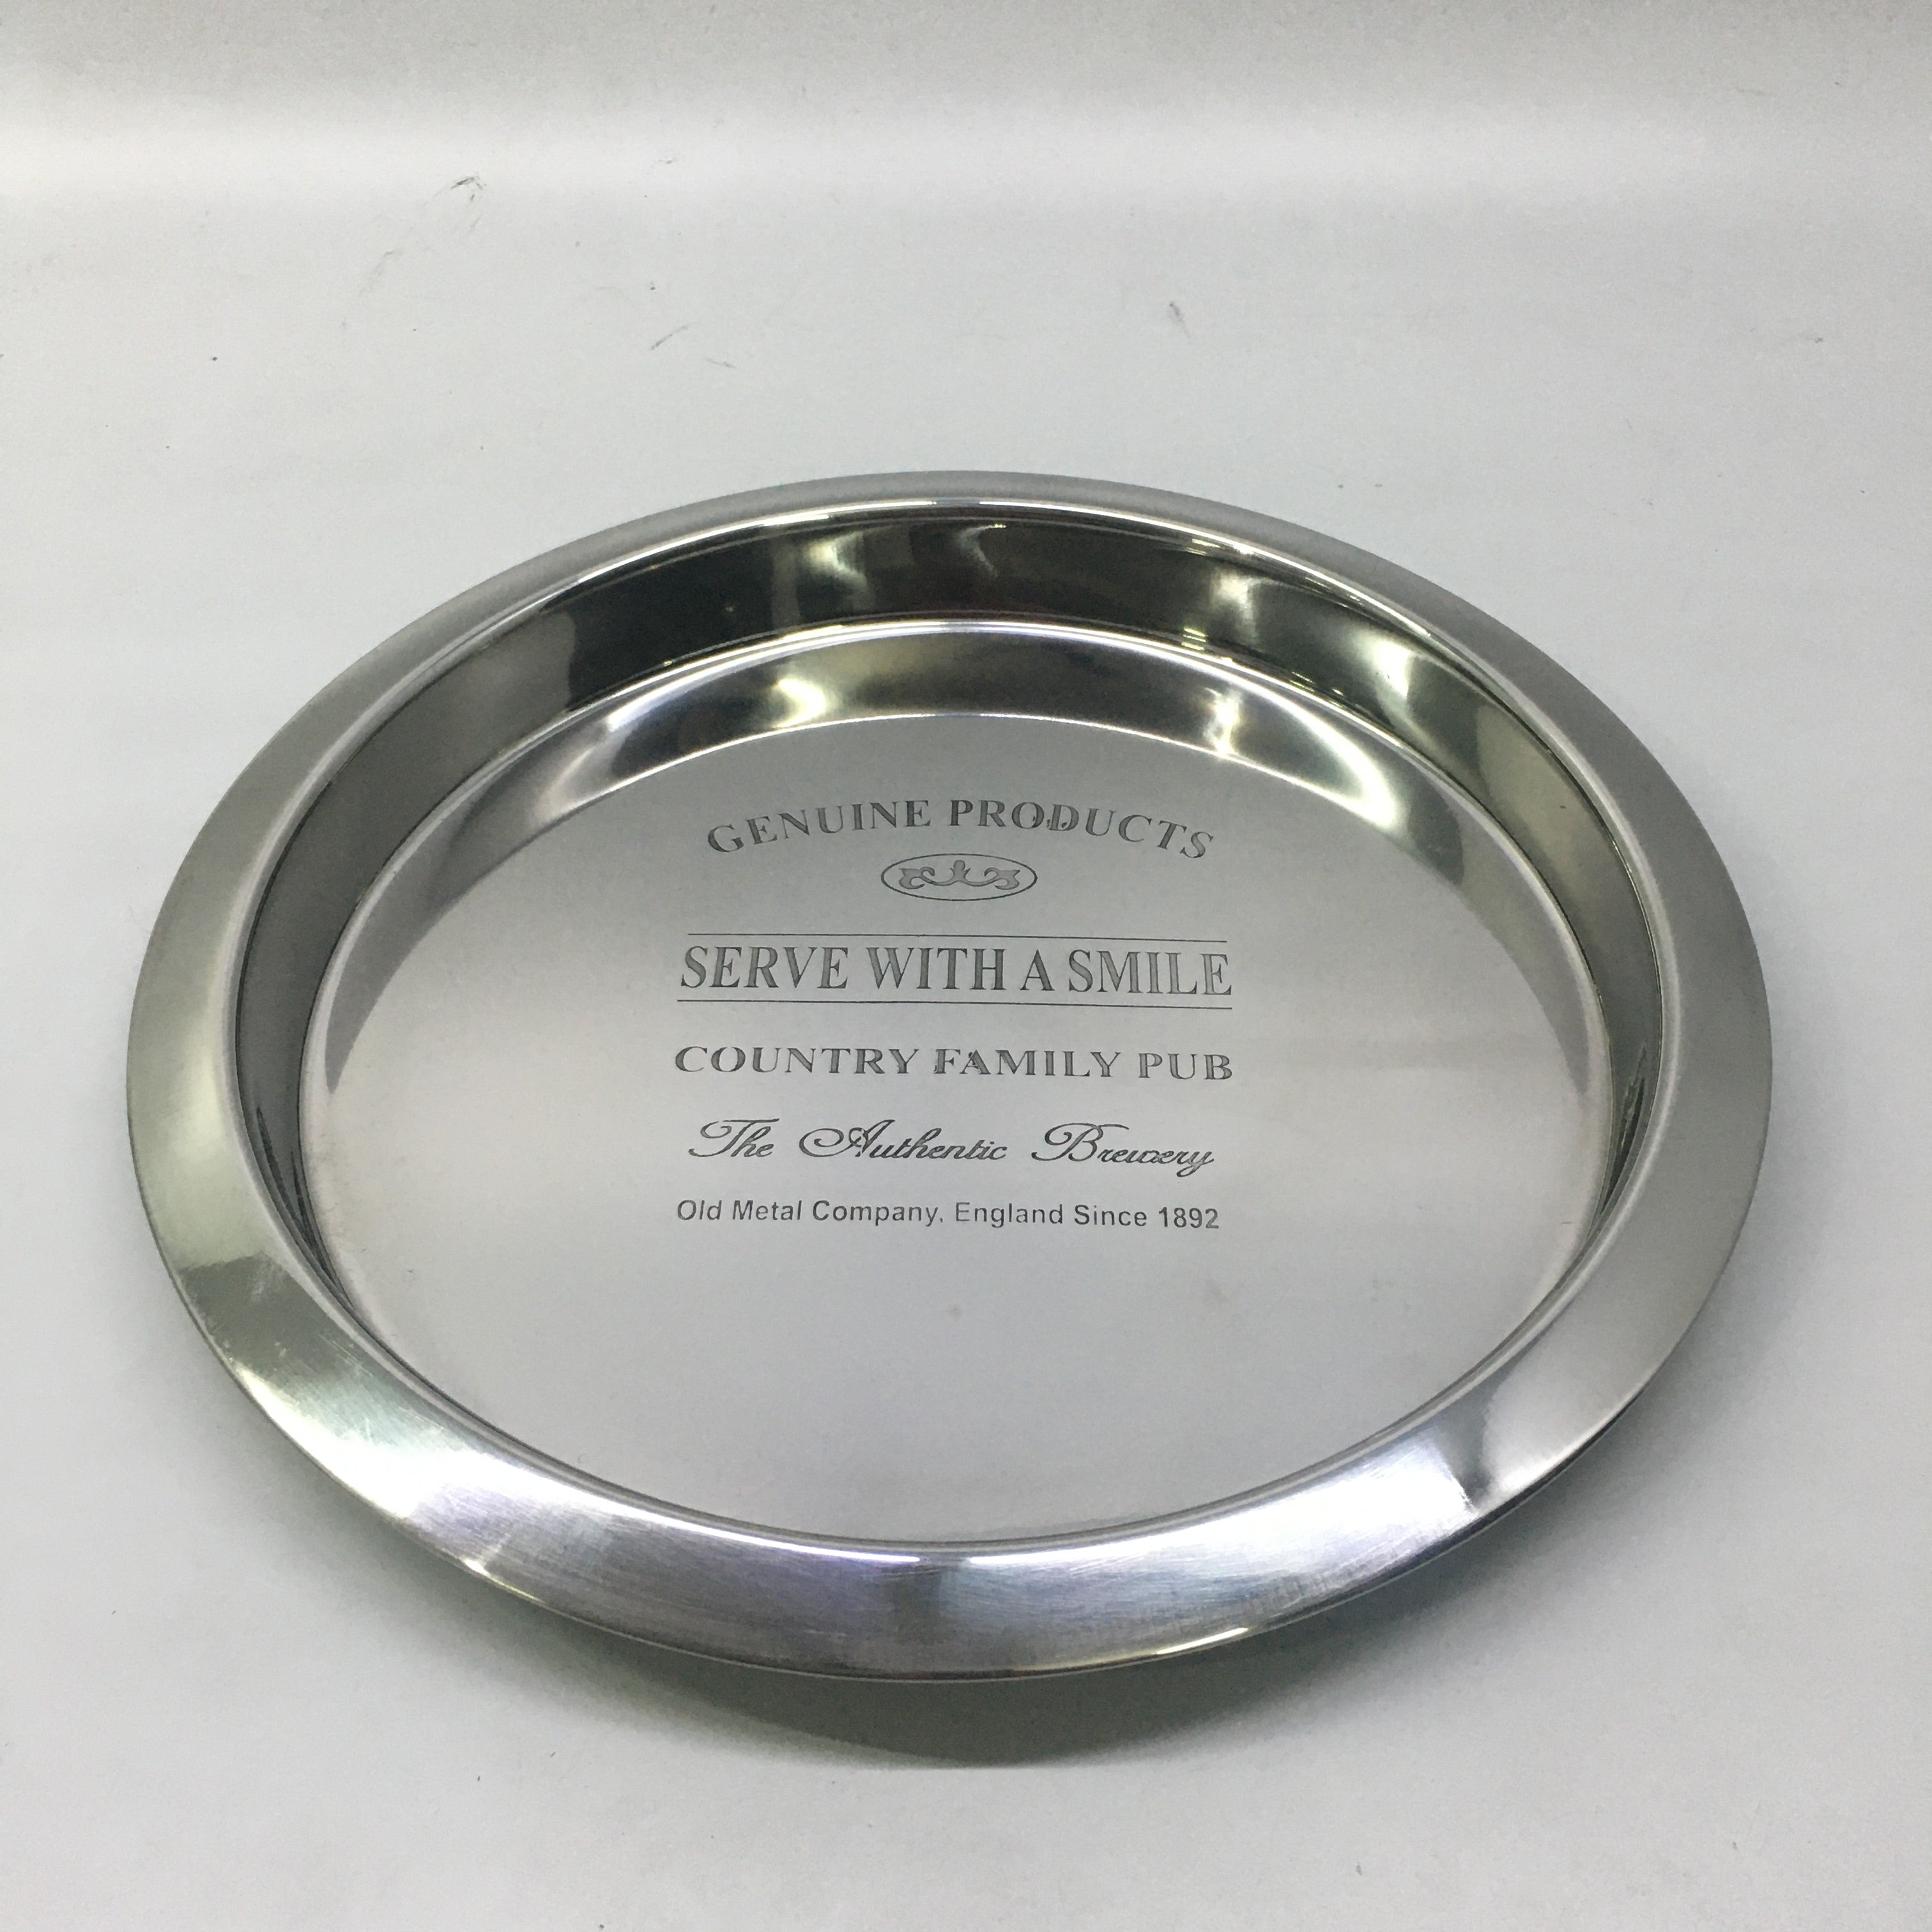 GENUINE PRODUCTS
SERVE WITH A SMILE
COUNTRY FAMILY PUB
The Authentic Brewery
Old Metal Company, England Since 1892